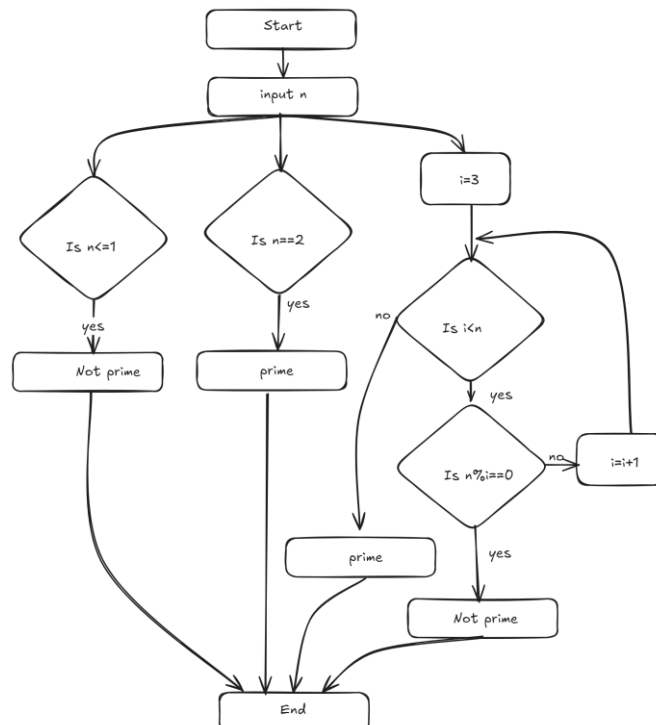 Start
input n
i=3
Is n<=1
Is n==2
Is i<n
yes
yes
no
Not prime
prime
yes
Is n%i==0
no
i=i+1
prime
yes
Not prime
End